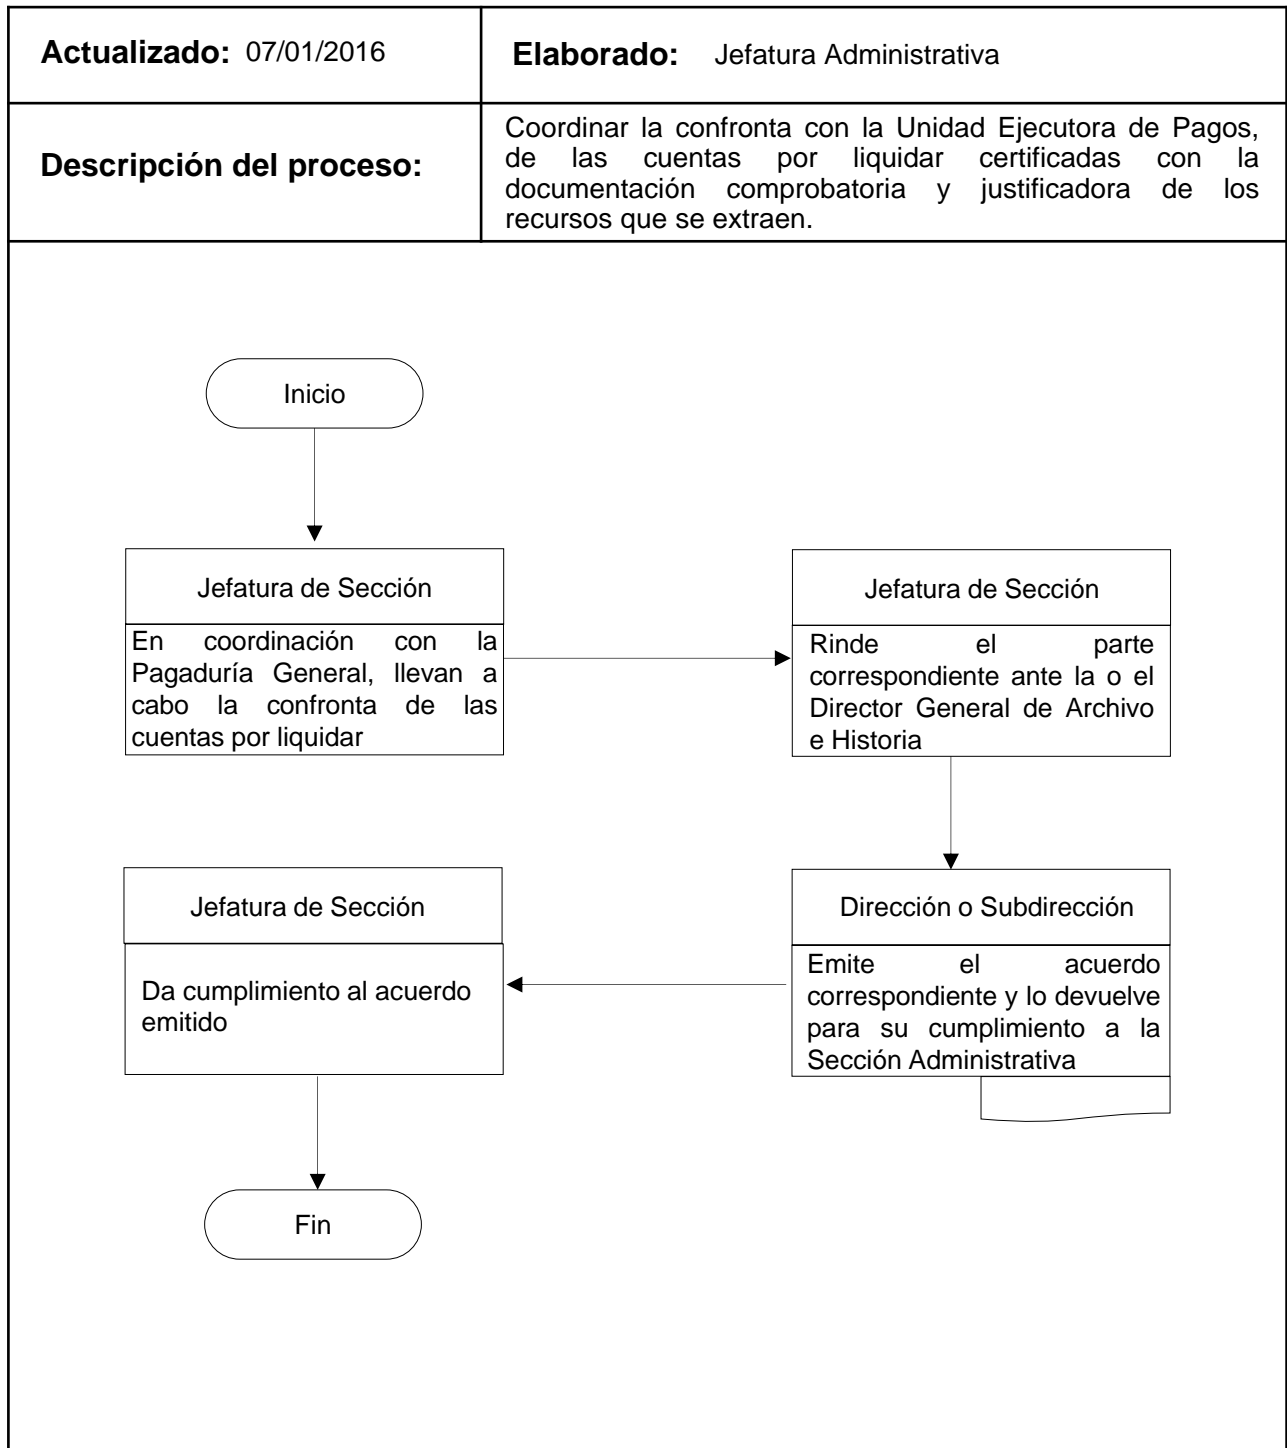 Actualizado: 07/01/2016
Elaborado: Jefatura Administrativa
Descripción del proceso:
Coordinar la confronta con la Unidad Ejecutora de Pagos,
de las cuentas por liquidar certificadas con la
documentación comprobatoria y justificadora de los
recursos que se extraen.
Inicio
Jefatura de Sección
En coordinación con la
Pagaduría General, llevan a
cabo la confronta de las
cuentas por liquidar
Jefatura de Sección
Rinde el parte
correspondiente ante la o el
Director General de Archivo
e Historia
Dirección o Subdirección
Emite el acuerdo
correspondiente y lo devuelve
para su cumplimiento a la
Sección Administrativa
Jefatura de Sección
Da cumplimiento al acuerdo
emitido
Fin